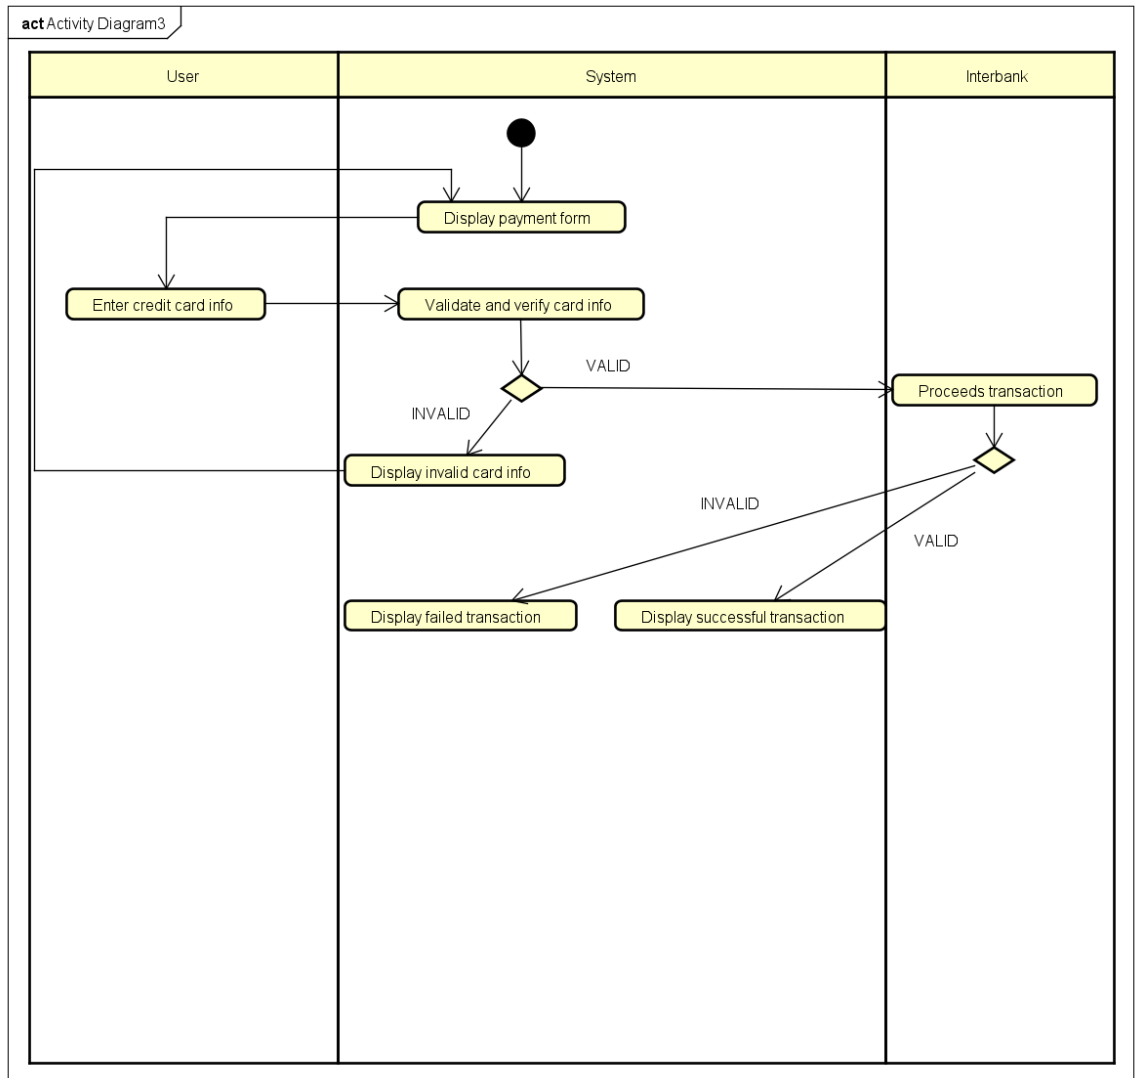 act Activity Diagram3
User
System
Interbank
Display payment form
Enter credit card info
Validate and verify card info
VALID
Proceeds transaction
INVALID
Display invalid card info
INVALID
VALID
Display failed transaction
Display successful transaction